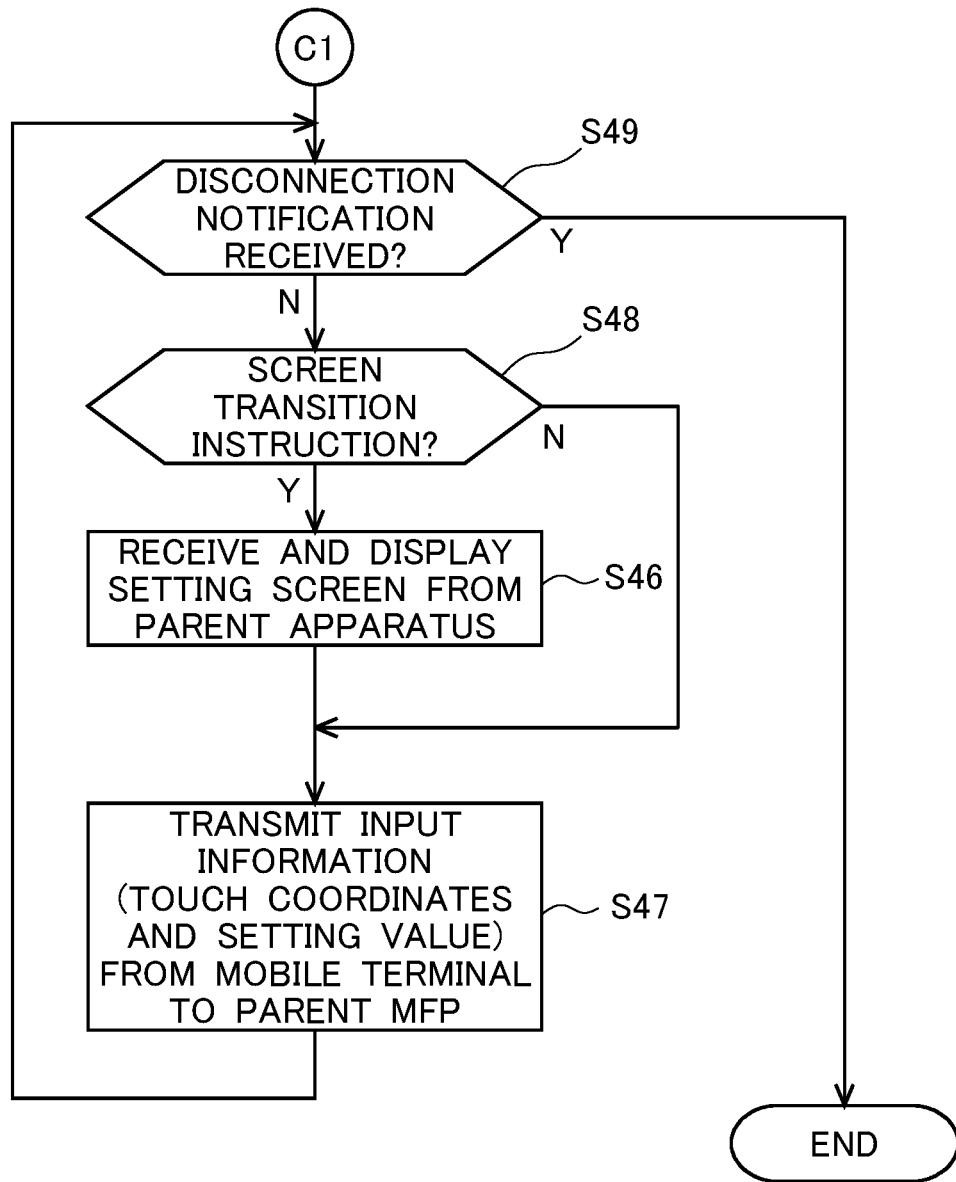 C1
S49
DISCONNECTION
NOTIFICATION
RECEIVED?
Y
N
S48
SCREEN
TRANSITION
INSTRUCTION?
N
Y
RECEIVE AND DISPLAY
SETTING SCREEN FROM
PARENT APPARATUS
S46
TRANSMIT INPUT
INFORMATION
(TOUCH COORDINATES
AND SETTING VALUE)
FROM MOBILE TERMINAL
TO PARENT MFP
S47
END